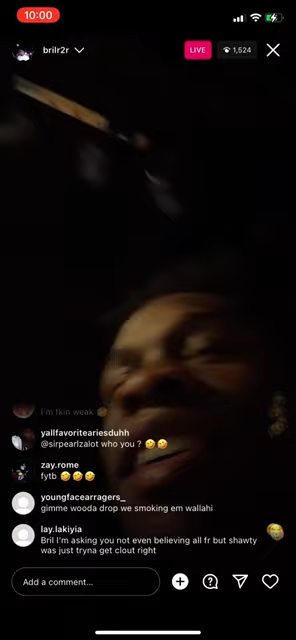 10:00
brilr2r
LIVE
1,524
I'm fkin weak
yallfavoriteariesduhh
@sirpearlzalot who you ? 🤣🤣
zay.rome
fytb 🤣🤣🤣
youngfacearragers_
gimme wooda drop we smoking em wallahi
lay.lakiyia
Bril I'm asking you not even believing all fr but shawty
was just tryna get clout right
Add a comment...